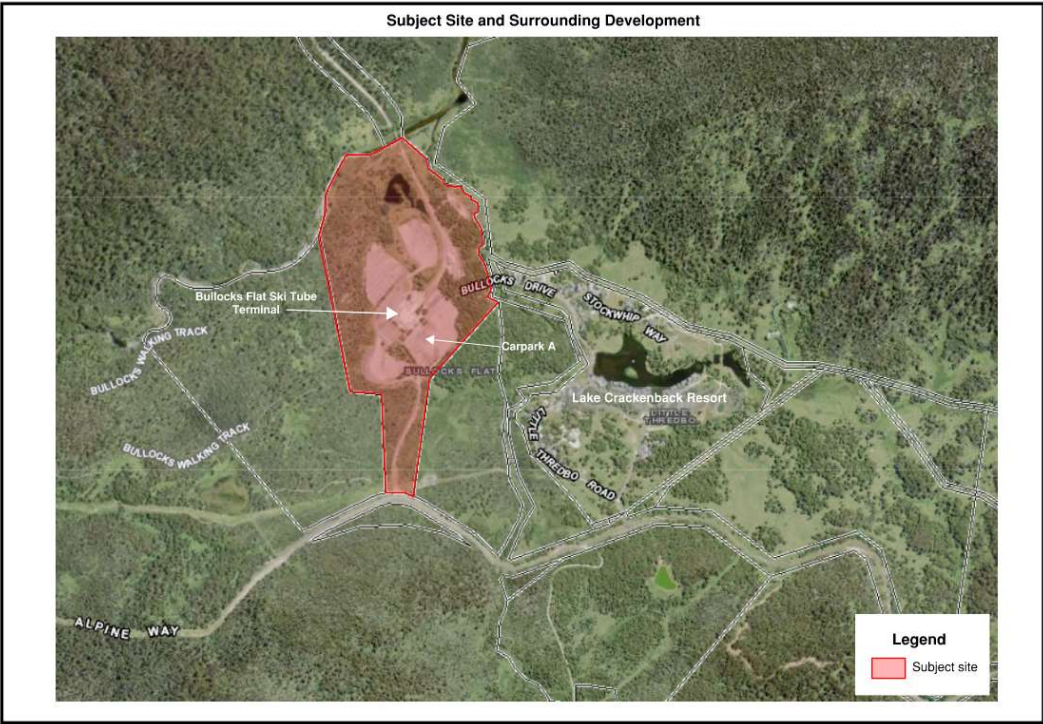 Subject Site and Surrounding Development
BULLOCKS DRIVE
STOCKWHIP WAY
Bullocks Flat Ski Tube
Terminal
Carpark A
BULLOCKS WALKING TRACK
BULLOCKS FLAT
Lake Crackenback Resort
LITTLE
THREDBO
LITTLE THREDBO ROAD
BULLOCKS WALKING TRACK
ALPINE WAY
Legend
Subject site